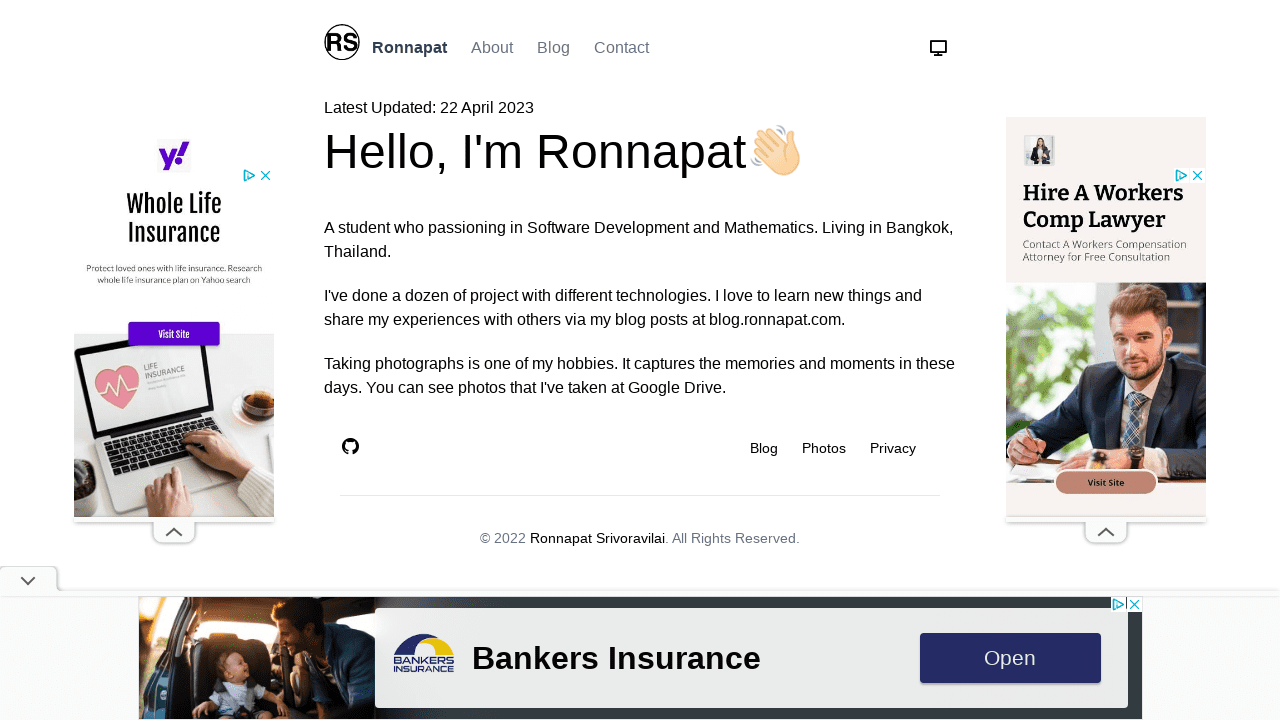 RS
Ronnapat About Blog Contact
Latest Updated: 22 April 2023
Hello, I'm Ronnapat
A student who passioning in Software Development and Mathematics. Living in Bangkok,
Thailand.
I've done a dozen of project with different technologies. I love to learn new things and
share my experiences with others via my blog posts at blog.ronnapat.com.
Taking photographs is one of my hobbies. It captures the memories and moments in these
days. You can see photos that I've taken at Google Drive.
Blog Photos Privacy
© 2022 Ronnapat Srivoravilai. All Rights Reserved.
y!
Whole Life
Insurance
Protect loved ones with life insurance. Research
whole life insurance plan on Yahoo search
Visit Site
LIFE
INSURANCE
Hire A Workers
Comp Lawyer
Contact A Workers Compensation
Attorney for Free Consultation
Visit Site
BANKERS
INSURANCE
Bankers Insurance
Open